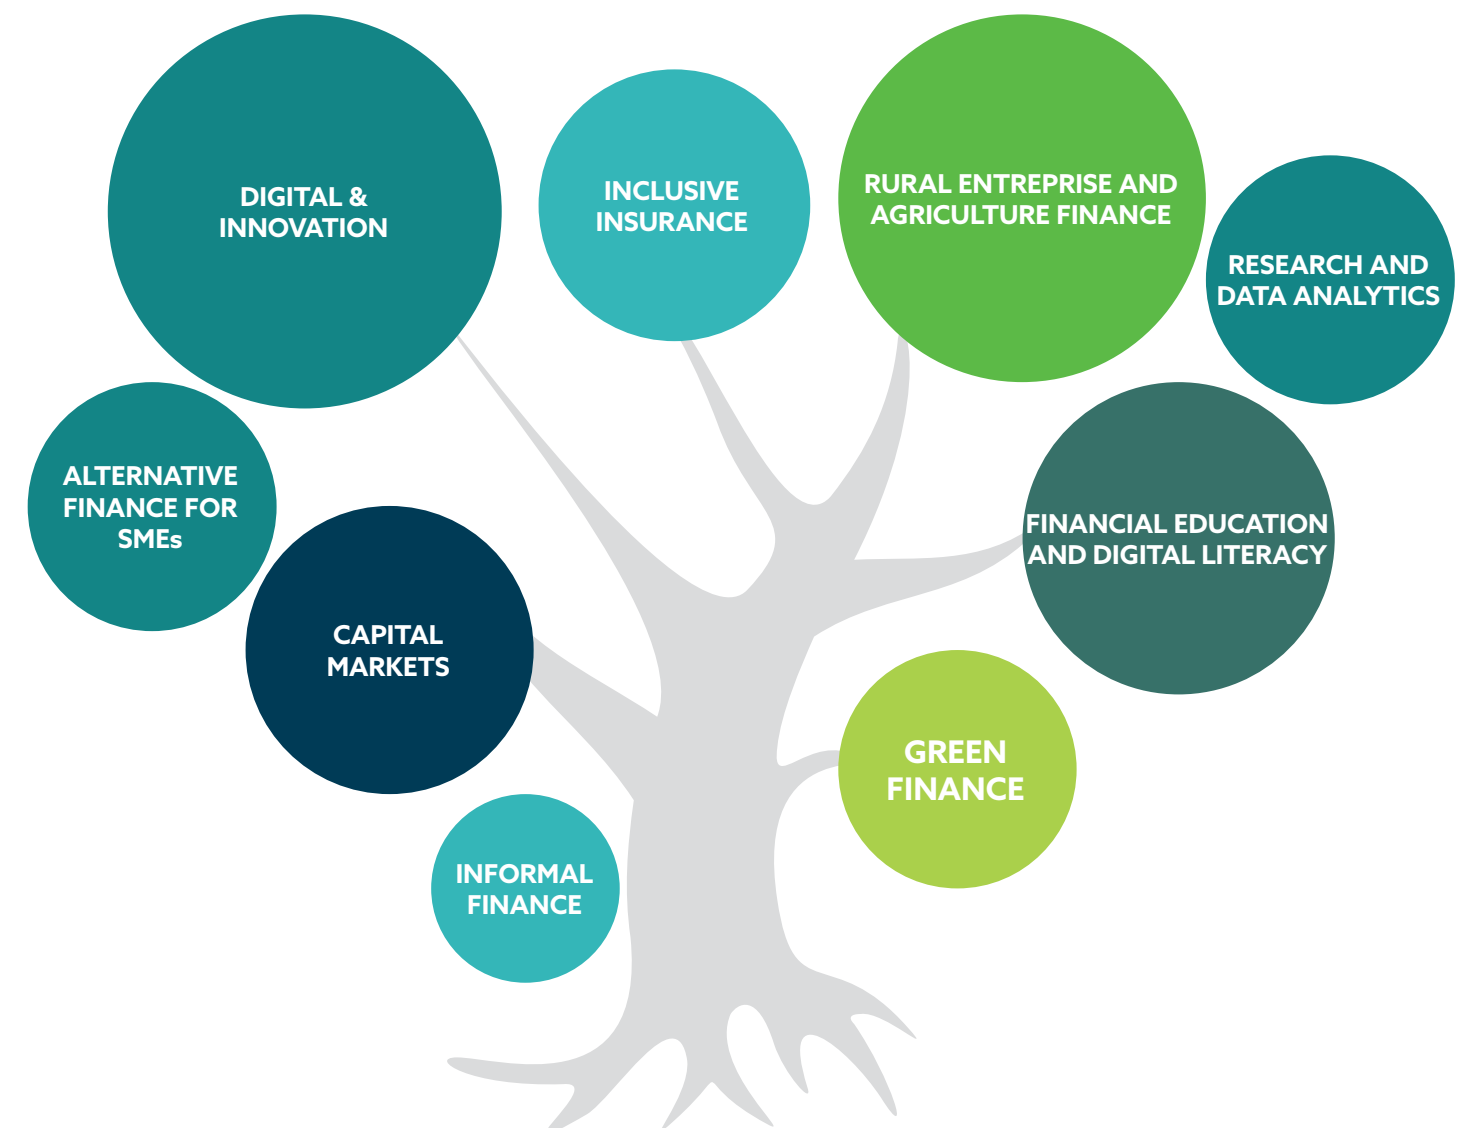 DIGITAL &
INNOVATION
INCLUSIVE
INSURANCE
RURAL ENTREPRISE AND
AGRICULTURE FINANCE
RESEARCH AND
DATA ANALYTICS
ALTERNATIVE
FINANCE FOR
SMEs
CAPITAL
MARKETS
FINANCIAL EDUCATION
AND DIGITAL LITERACY
GREEN
FINANCE
INFORMAL
FINANCE